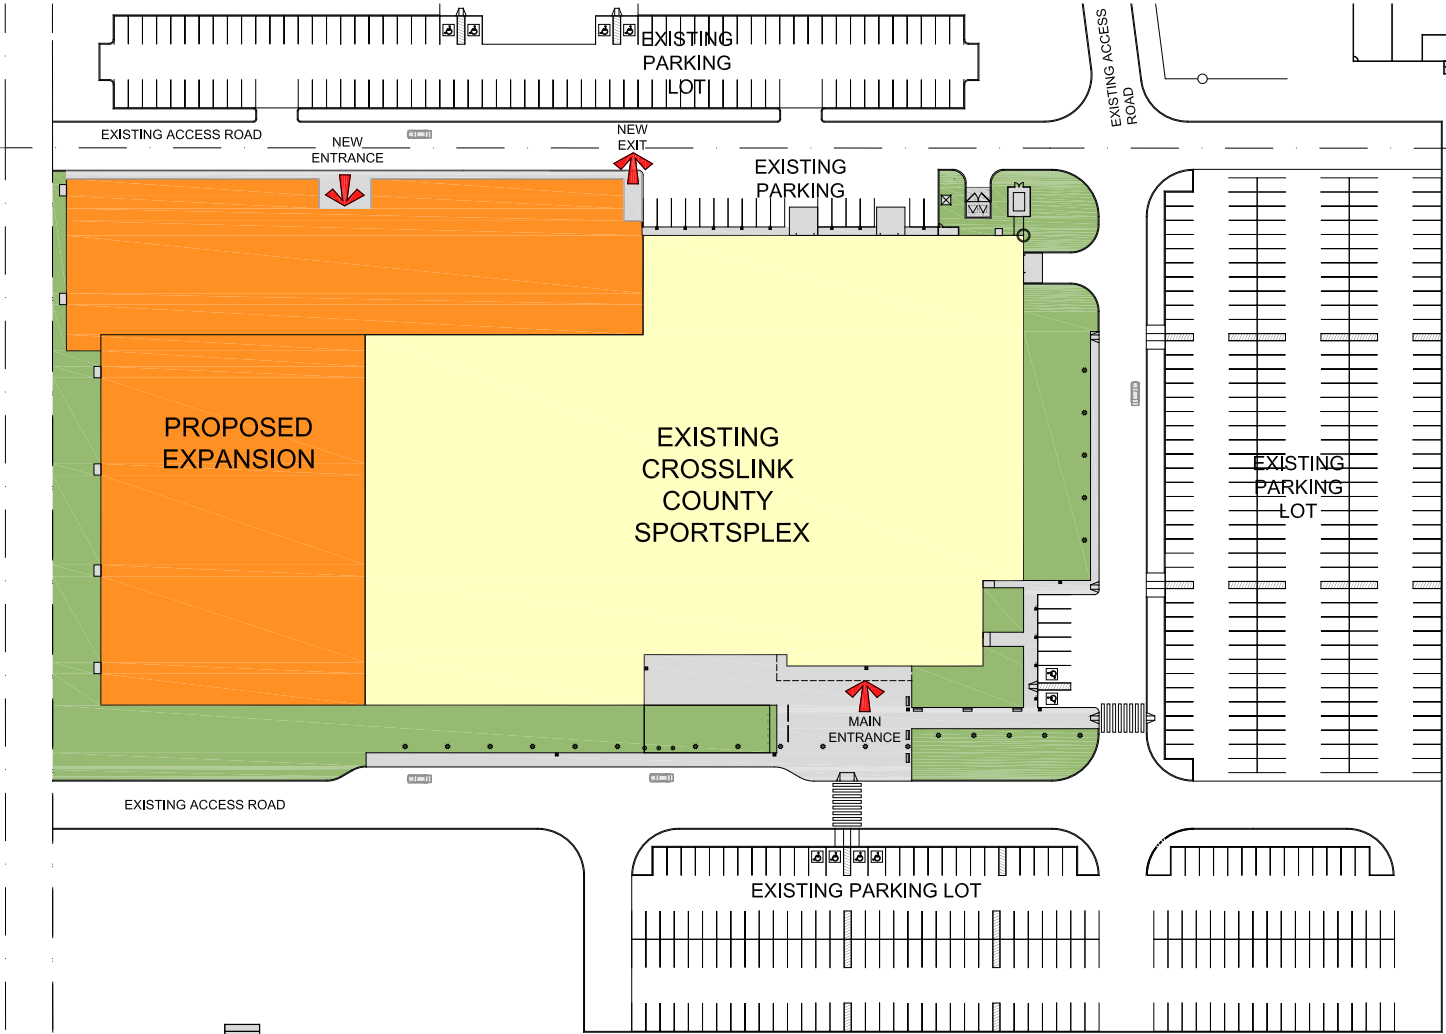 EXISTING
PARKING
LOT
EXISTING ACCESS
ROAD
EXISTING ACCESS ROAD
NEW
ENTRANCE
NEW
EXIT
EXISTING
PARKING
PROPOSED
EXPANSION
EXISTING
CROSSLINK
COUNTY
SPORTSPLEX
EXISTING
PARKING
LOT
MAIN
ENTRANCE
EXISTING ACCESS ROAD
EXISTING PARKING LOT